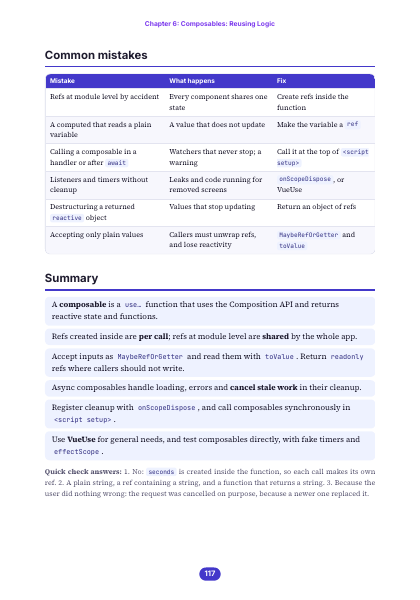 Chapter 6: Composables: Reusing Logic
Common mistakes
Mistake What happens Fix
Refs at module level by accident Every component shares one state Create refs inside the function
A computed that reads a plain variable A value that does not update Make the variable a ref
Calling a composable in a handler or after await Watchers that never stop; a warning Call it at the top of <script setup>
Listeners and timers without cleanup Leaks and code running for removed screens onScopeDispose, or VueUse
Destructuring a returned reactive object Values that stop updating Return an object of refs
Accepting only plain values Callers must unwrap refs, and lose reactivity MaybeRefOrGetter and toValue
Summary
A composable is a use… function that uses the Composition API and returns
reactive state and functions.
Refs created inside are per call; refs at module level are shared by the whole app.
Accept inputs as MaybeRefOrGetter and read them with toValue. Return readonly
refs where callers should not write.
Async composables handle loading, errors and cancel stale work in their cleanup.
Register cleanup with onScopeDispose, and call composables synchronously in
<script setup>.
Use VueUse for general needs, and test composables directly, with fake timers and
effectScope.
Quick check answers: 1. No: seconds is created inside the function, so each call makes its own
ref. 2. A plain string, a ref containing a string, and a function that returns a string. 3. Because the
user did nothing wrong: the request was cancelled on purpose, because a newer one replaced it.
117